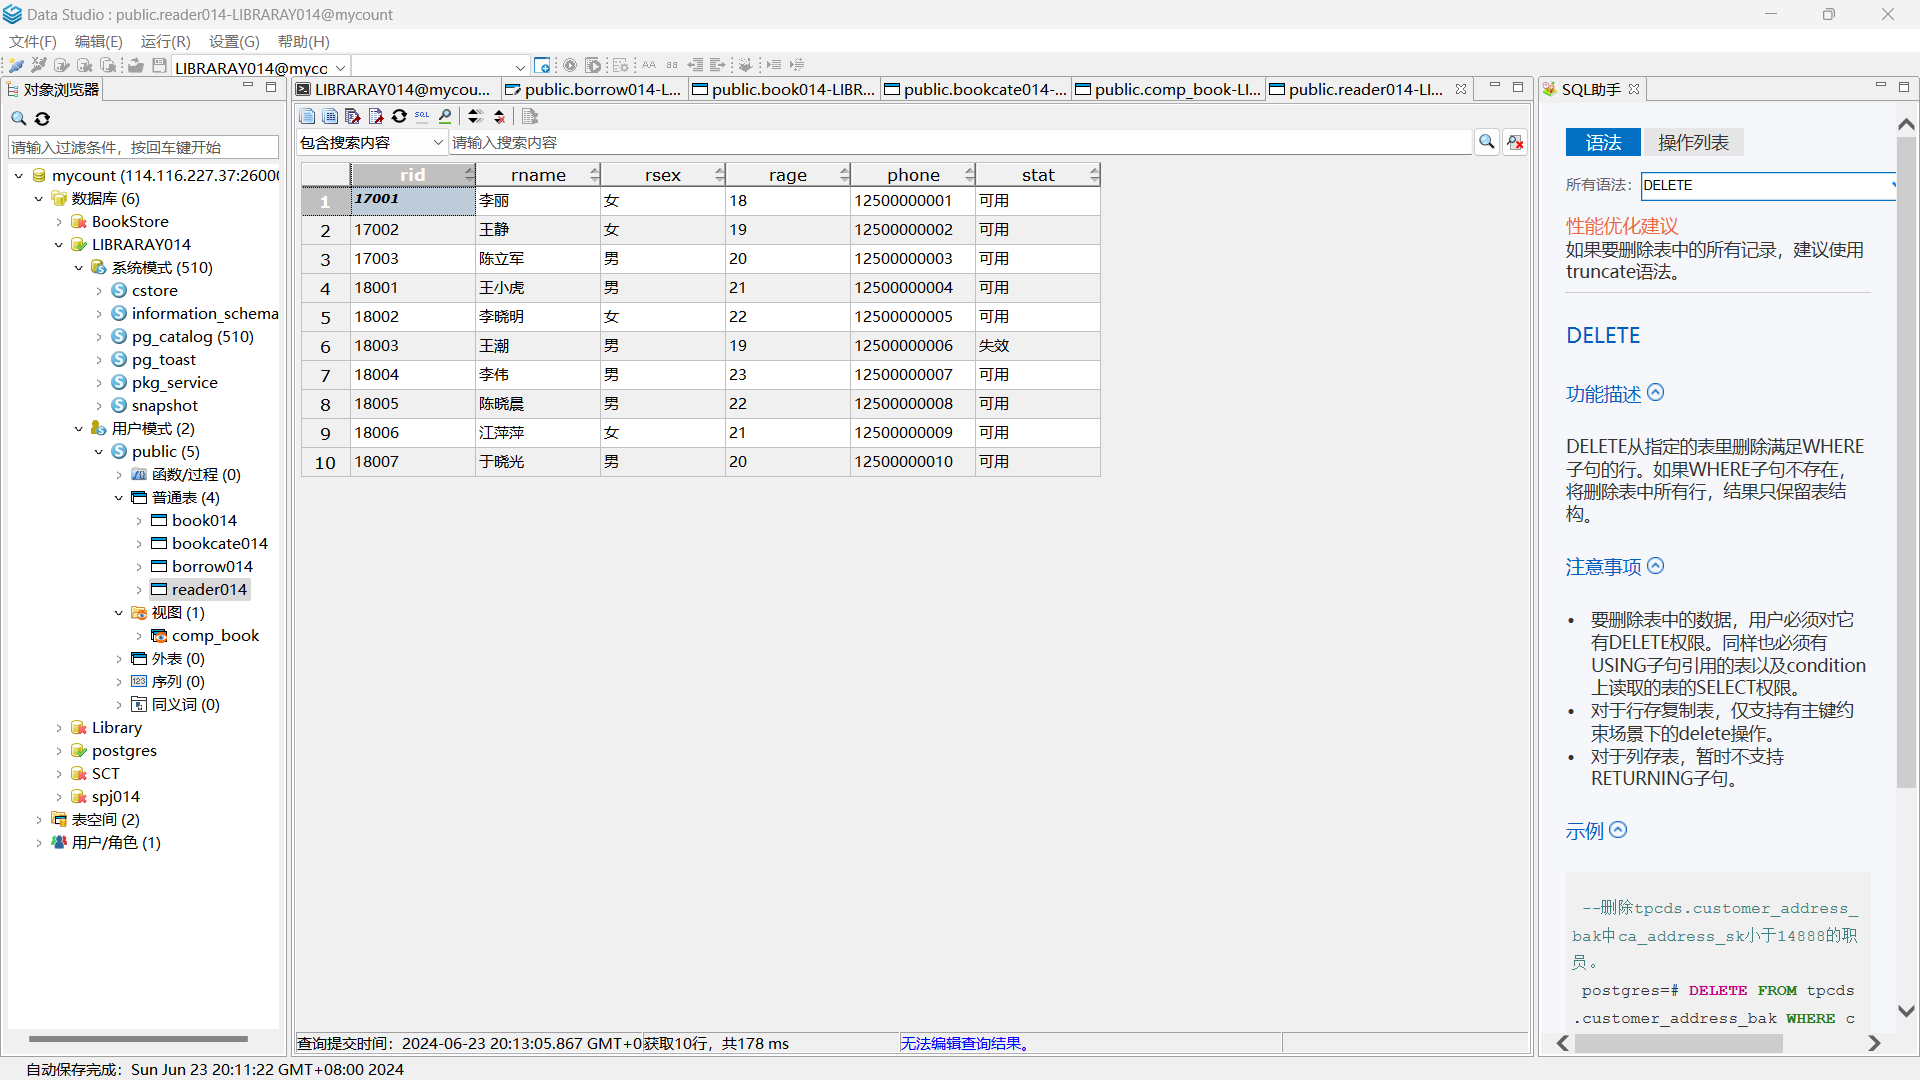 Data Studio : public.reader014-LIBRARAY014@mycount
文件(F) 编辑(E) 运行(R) 设置(G) 帮助(H)
LIBRARAY014@myco
对象浏览器
LIBRARAY014@mycou...
public.borrow014-L...
public.book014-LIBR...
public.bookcate014-...
public.comp_book-LI...
public.reader014-LI...
SQL助手
请输入过滤条件，按回车键开始
包含搜索内容
请输入搜索内容
mycount (114.116.227.37:2600
数据库 (6)
BookStore
LIBRARAY014
系统模式 (510)
cstore
information_schema
pg_catalog (510)
pg_toast
pkg_service
snapshot
用户模式 (2)
public (5)
函数/过程 (0)
普通表 (4)
book014
bookcate014
borrow014
reader014
视图 (1)
comp_book
外表 (0)
序列 (0)
同义词 (0)
Library
postgres
SCT
spj014
表空间 (2)
用户/角色 (1)
rid rname rsex rage phone stat
1 17001 李丽 女 18 12500000001 可用
2 17002 王静 女 19 12500000002 可用
3 17003 陈立军 男 20 12500000003 可用
4 18001 王小虎 男 21 12500000004 可用
5 18002 李晓明 女 22 12500000005 可用
6 18003 王潮 男 19 12500000006 失效
7 18004 李伟 男 23 12500000007 可用
8 18005 陈晓晨 男 22 12500000008 可用
9 18006 江萍萍 女 21 12500000009 可用
10 18007 于晓光 男 20 12500000010 可用
查询提交时间：2024-06-23 20:13:05.867 GMT+0
获取10行，共178 ms
无法编辑查询结果。
语法 操作列表
所有语法: DELETE
性能优化建议
如果要删除表中的所有记录，建议使用
truncate语法。
DELETE
功能描述
DELETE从指定的表里删除满足WHERE
子句的行。如果WHERE子句不存在，
将删除表中所有行，结果只保留表结
构。
注意事项
• 要删除表中的数据，用户必须对它
有DELETE权限。同样也必须有
USING子句引用的表以及condition
上读取的表的SELECT权限。
• 对于行存复制表，仅支持有主键约
束场景下的delete操作。
• 对于列存表，暂时不支持
RETURNING子句。
示例
--删除tpcds.customer_address_
bak中ca_address_sk小于14888的职
员。
postgres=# DELETE FROM tpcds
.customer_address_bak WHERE c
自动保存完成：Sun Jun 23 20:11:22 GMT+08:00 2024